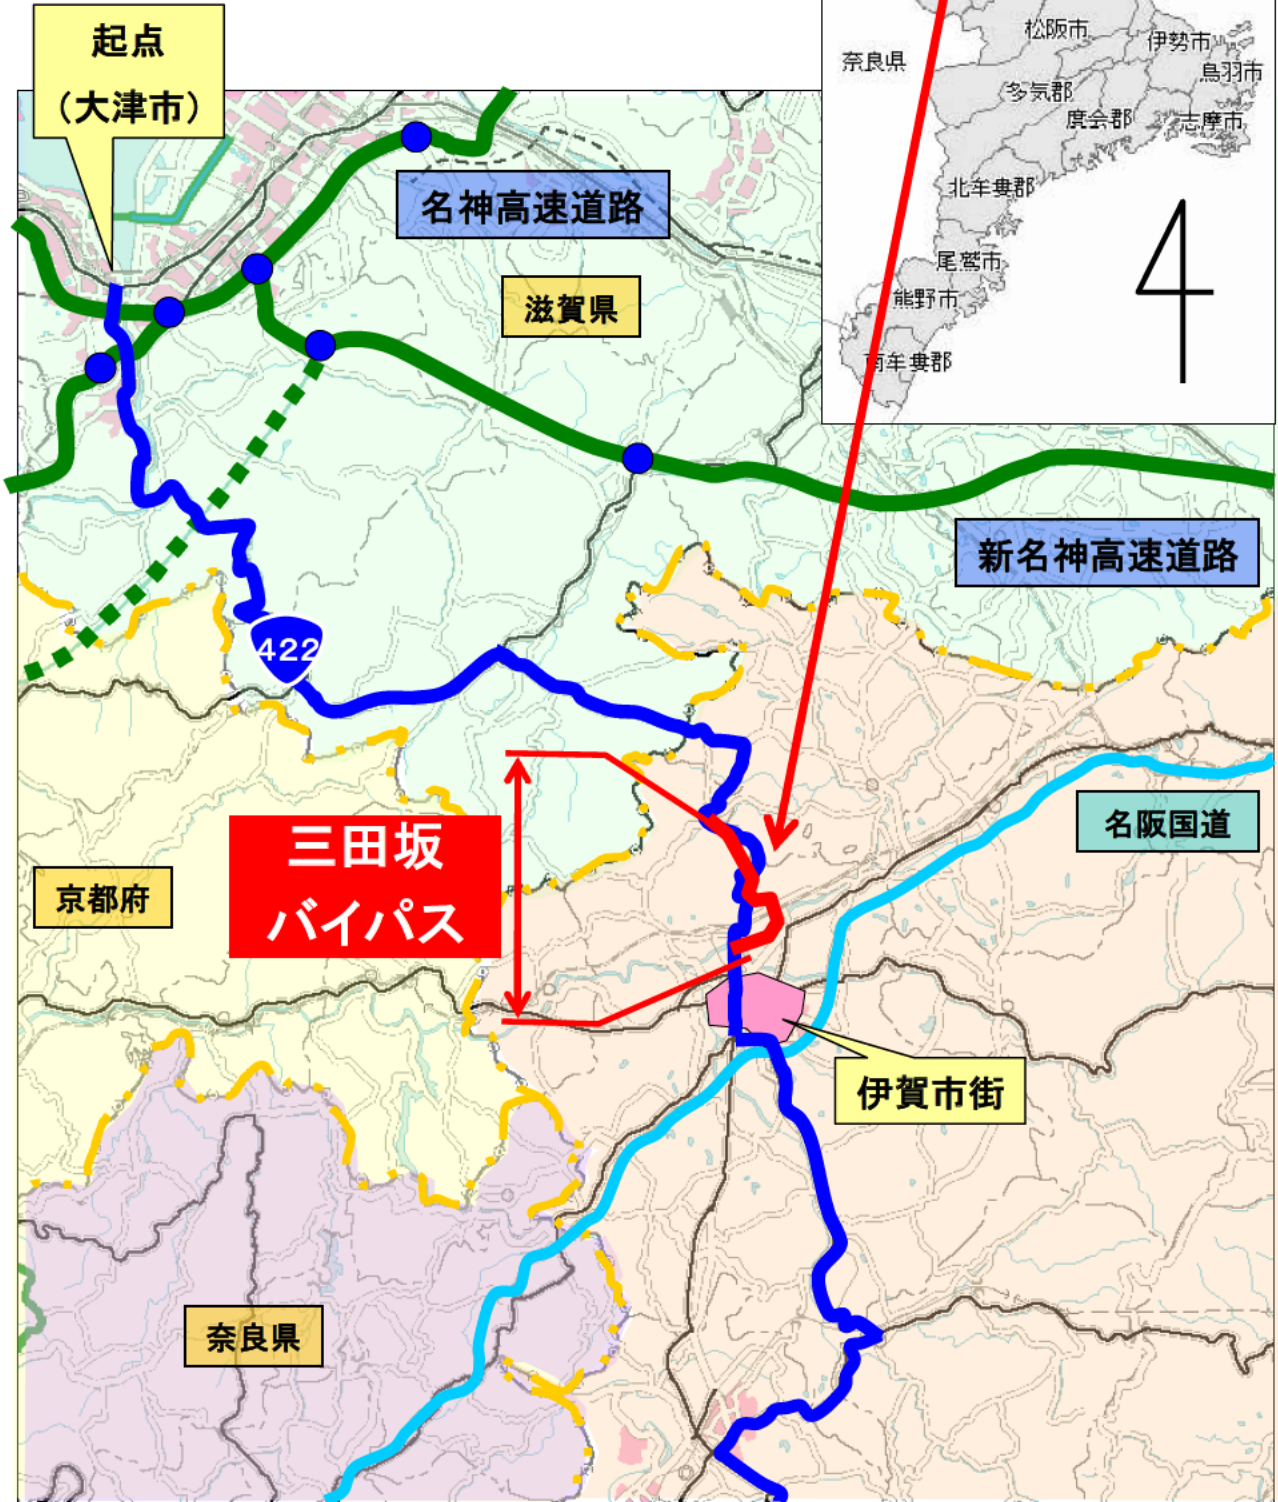 起点
（大津市）
松阪市
伊勢市
奈良県
鳥羽市
多気郡
度会郡
志摩市
名神高速道路
北牟婁郡
尾鷲市
滋賀県
熊野市
南牟婁郡
新名神高速道路
422
名阪国道
三田坂
バイパス
京都府
伊賀市街
奈良県